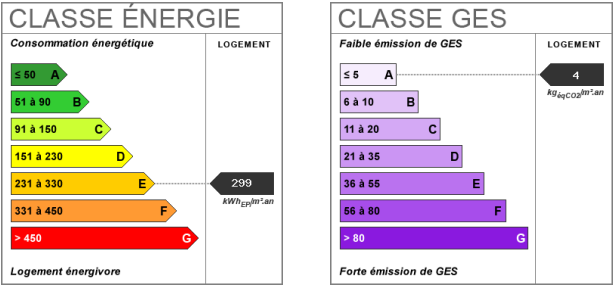 CLASSE ÉNERGIE
Consommation énergétique
LOGEMENT
≤ 50 A
51 à 90 B
91 à 150 C
151 à 230 D
231 à 330 E
299
kWhEP/m².an
331 à 450 F
> 450 G
Logement énergivore
CLASSE GES
Faible émission de GES
LOGEMENT
≤ 5 A
4
kgéqCO2/m².an
6 à 10 B
11 à 20 C
21 à 35 D
36 à 55 E
56 à 80 F
> 80 G
Forte émission de GES